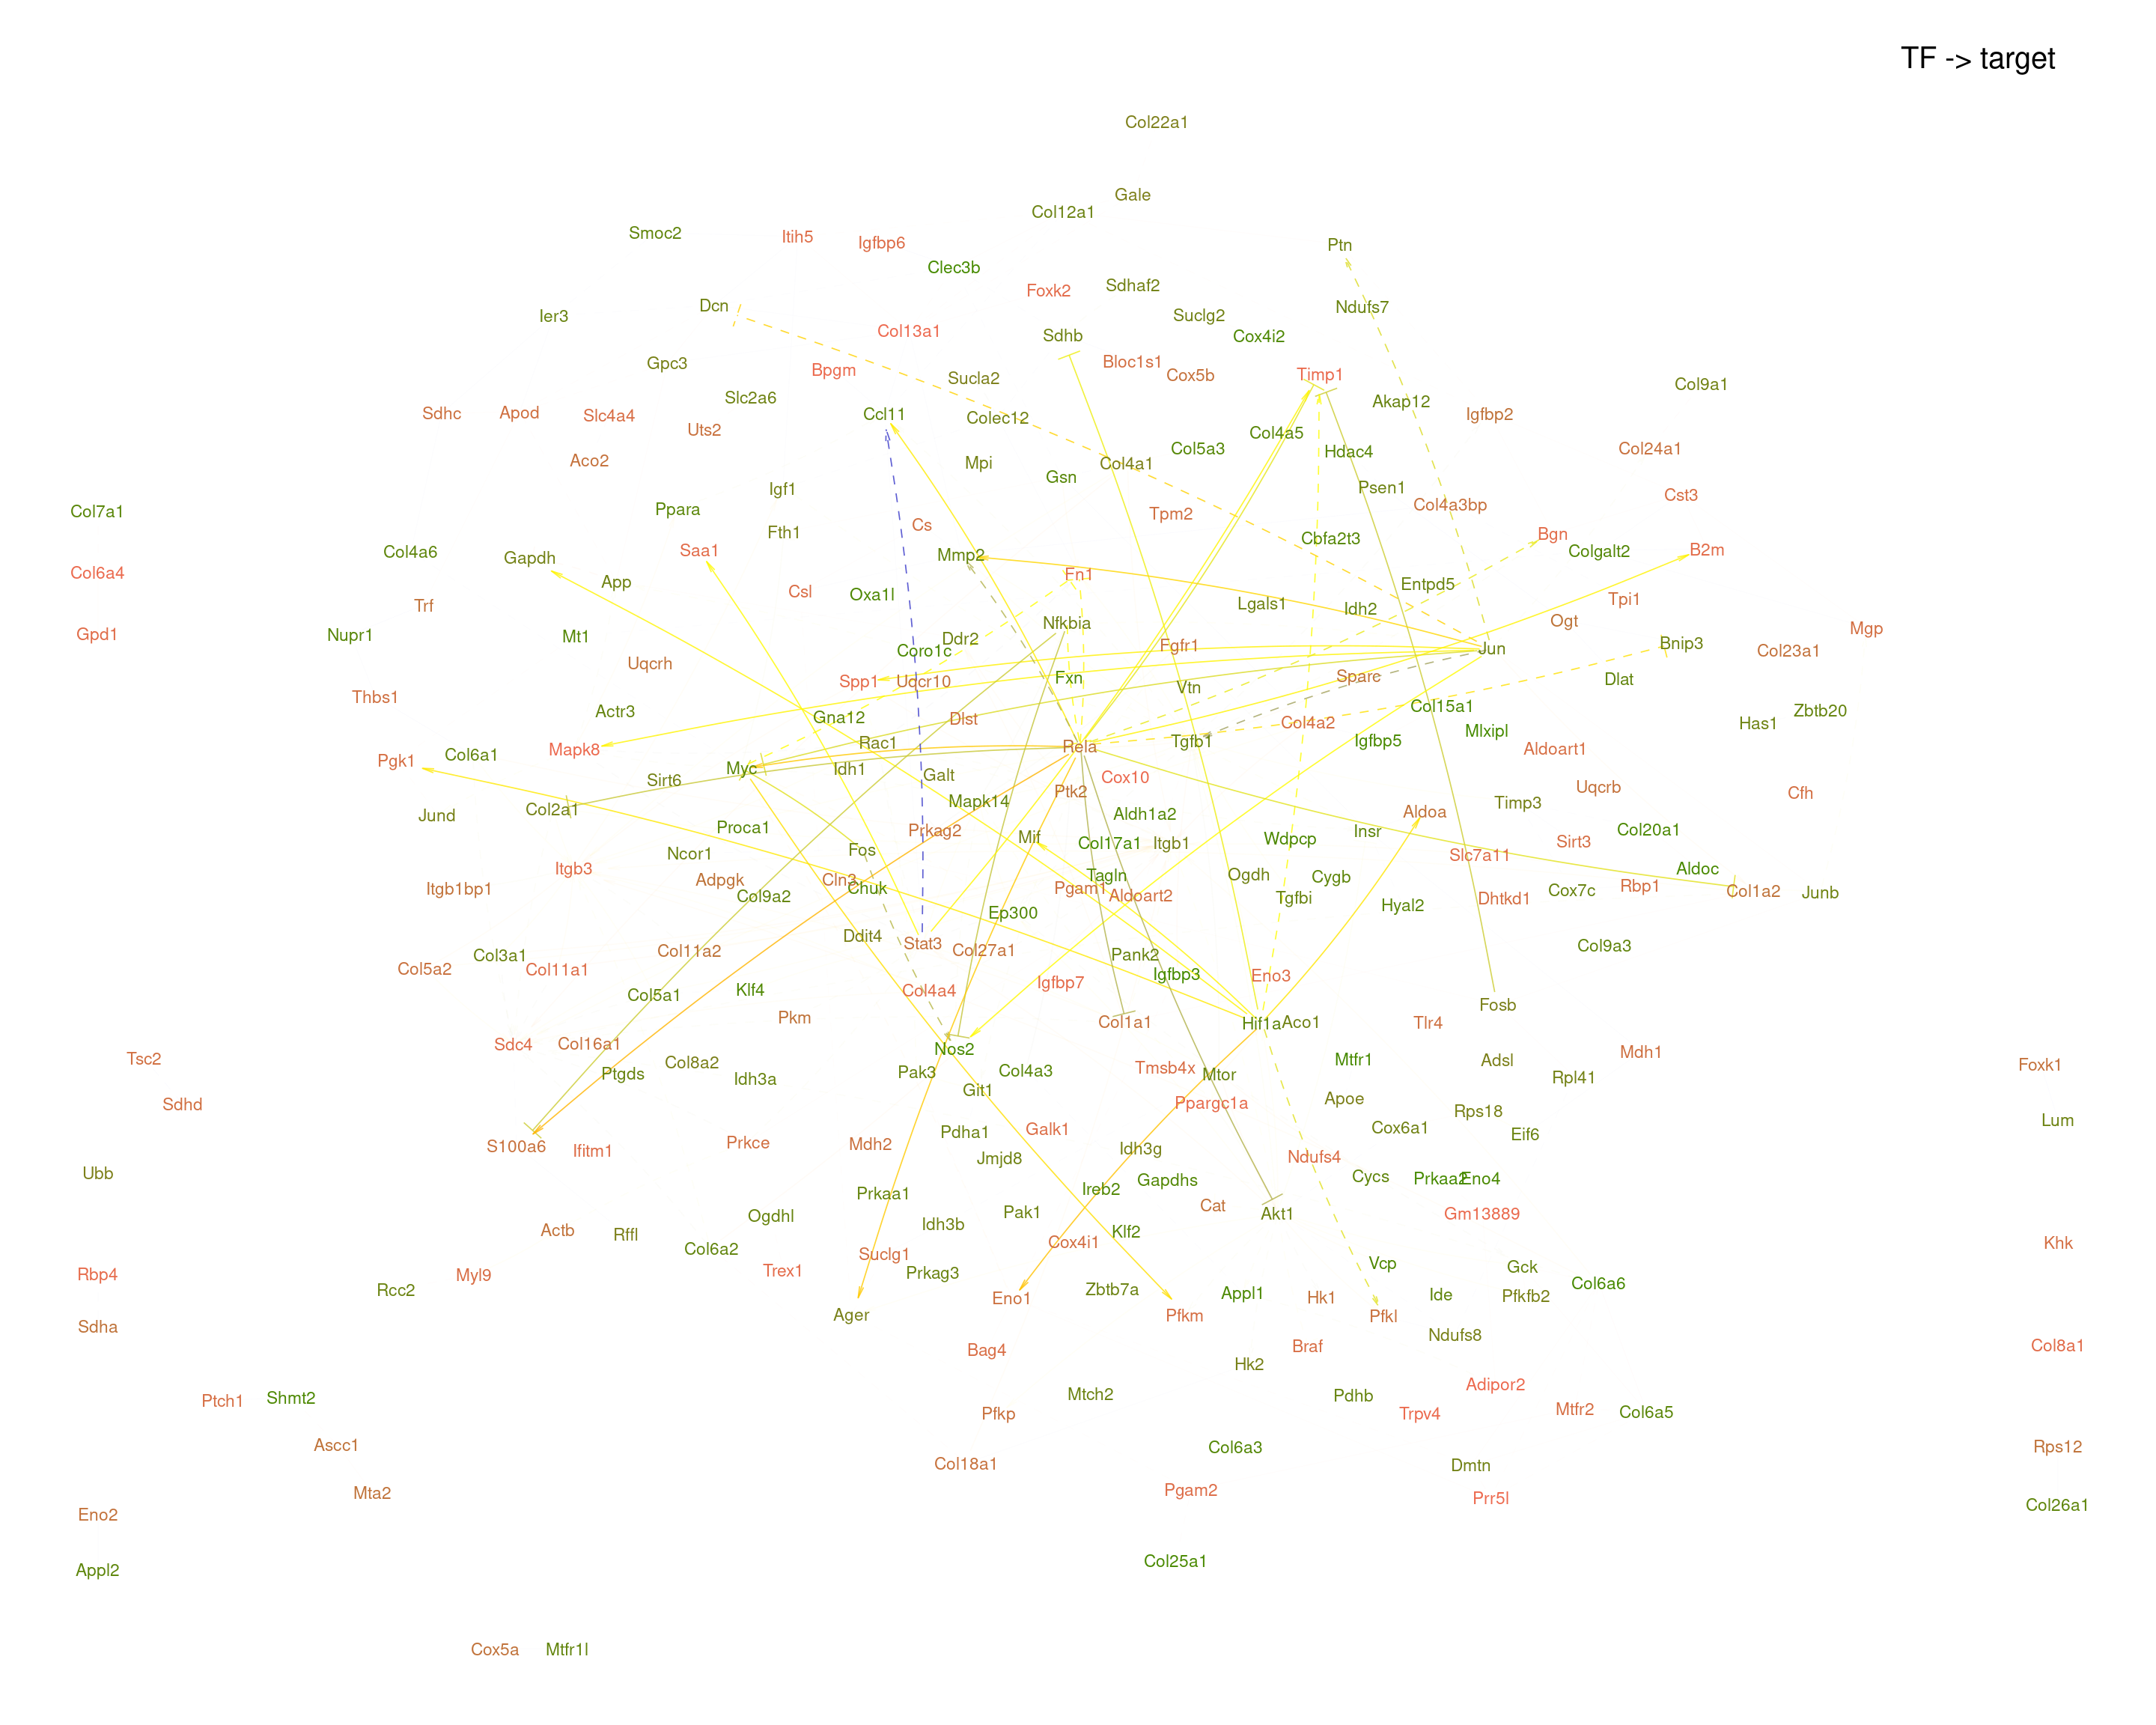 TF -> target
Col22a1
Gale
Col12a1
Smoc2
Itih5
Igfbp6
Ptn
Clec3b
Sdhaf2
Foxk2
Dcn
Ndufs7
Ier3
Suclg2
Col13a1
Sdhb
Cox4i2
Gpc3
Bloc1s1
Bpgm
Cox5b
Timp1
Sucla2
Col9a1
Slc2a6
Akap12
Sdhc
Apod
Slc4a4
Ccl11
Colec12
Igfbp2
Uts2
Col4a5
Col5a3
Col24a1
Hdac4
Aco2
Mpi
Col4a1
Gsn
Igf1
Psen1
Cst3
Col4a3bp
Col7a1
Ppara
Tpm2
Cs
Fth1
Bgn
Cbfa2t3
Col4a6
Gapdh
Saa1
Mmp2
Colgalt2
B2m
Col6a4
Fn1
App
Entpd5
Csl
Oxa1l
Tpi1
Trf
Lgals1
Idh2
Nfkbia
Ogt
Mgp
Gpd1
Nupr1
Mt1
Ddr2
Bnip3
Fgfr1
Jun
Coro1c
Col23a1
Uqcrh
Fxn
Sparc
Dlat
Spp1
Uqcr10
Vtn
Thbs1
Col15a1
Actr3
Zbtb20
Gna12
Dlst
Col4a2
Has1
Mlxipl
Rac1
Tgfb1
Igfbp5
Mapk8
Rela
Aldoart1
Col6a1
Pgk1
Myc
Idh1
Galt
Cox10
Sirt6
Uqcrb
Ptk2
Cfh
Mapk14
Timp3
Col2a1
Aldoa
Jund
Aldh1a2
Proca1
Prkag2
Insr
Col20a1
Mif
Wdpcp
Sirt3
Col17a1
Itgb1
Fos
Ncor1
Slc7a11
Itgb3
Aldoc
Tagln
Ogdh
Cygb
Adpgk
Cln3
Chuk
Rbp1
Itgb1bp1
Pgam1
Cox7c
Col1a2
Junb
Aldoart2
Col9a2
Tgfbi
Dhtkd1
Hyal2
Ep300
Ddit4
Stat3
Col9a3
Col11a2
Col27a1
Col3a1
Pank2
Col5a2
Col11a1
Igfbp3
Eno3
Igfbp7
Klf4
Col4a4
Col5a1
Fosb
Pkm
Col1a1
Hif1a
Aco1
Tlr4
Sdc4
Col16a1
Nos2
Mdh1
Tsc2
Mtfr1
Adsl
Col8a2
Foxk1
Tmsb4x
Ptgds
Pak3
Col4a3
Mtor
Idh3a
Rpl41
Git1
Apoe
Sdhd
Ppargc1a
Rps18
Lum
Galk1
Cox6a1
Pdha1
Eif6
Prkce
Mdh2
S100a6
Ifitm1
Idh3g
Jmjd8
Ndufs4
Ubb
Cycs
Prkaa2
Eno4
Gapdhs
Ireb2
Prkaa1
Cat
Pak1
Akt1
Gm13889
Ogdhl
Idh3b
Actb
Klf2
Rffl
Cox4i1
Khk
Col6a2
Suclg1
Vcp
Gck
Trex1
Prkag3
Rbp4
Myl9
Col6a6
Rcc2
Zbtb7a
Appl1
Ide
Pfkfb2
Eno1
Hk1
Ager
Pfkm
Pfkl
Sdha
Ndufs8
Braf
Col8a1
Bag4
Hk2
Adipor2
Mtch2
Pdhb
Shmt2
Ptch1
Mtfr2
Col6a5
Pfkp
Trpv4
Ascc1
Col6a3
Rps12
Col18a1
Dmtn
Pgam2
Mta2
Prr5l
Col26a1
Eno2
Col25a1
Appl2
Cox5a
Mtfr1l